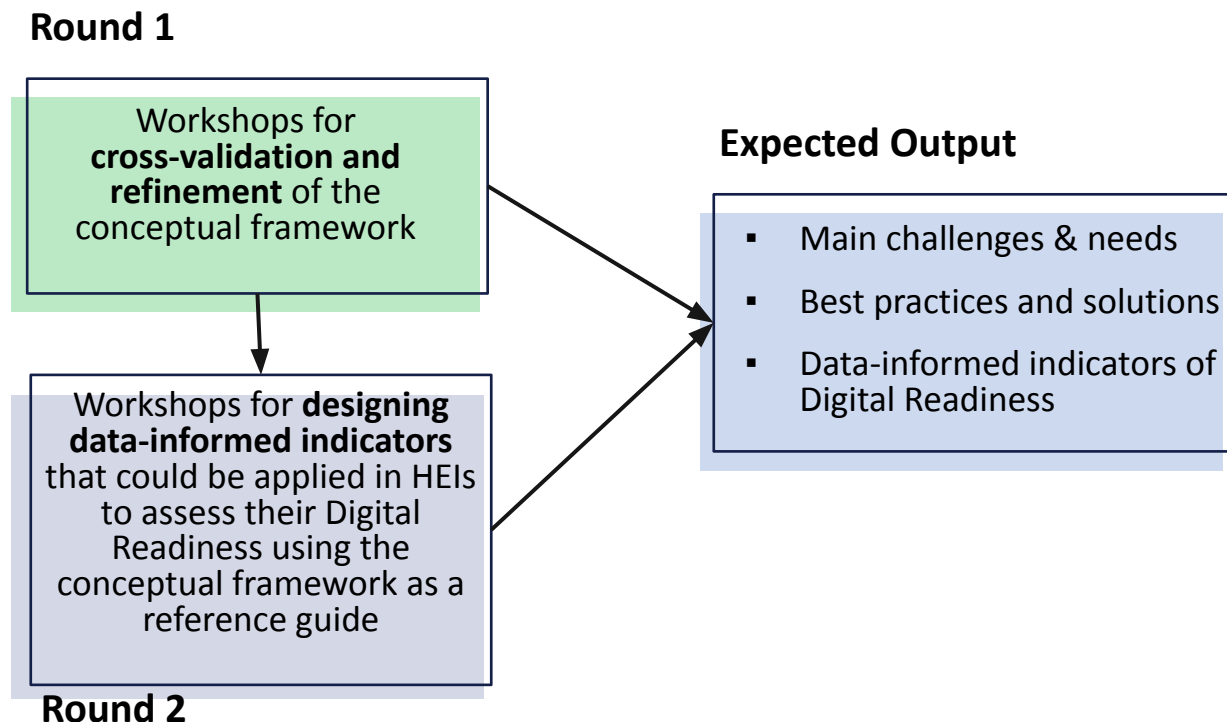 Round 1
Workshops for
cross-validation and
refinement of the
conceptual framework
Expected Output
▪ Main challenges & needs
▪ Best practices and solutions
▪ Data-informed indicators of
Digital Readiness
Workshops for designing
data-informed indicators
that could be applied in HEIs
to assess their Digital
Readiness using the
conceptual framework as a
reference guide
Round 2